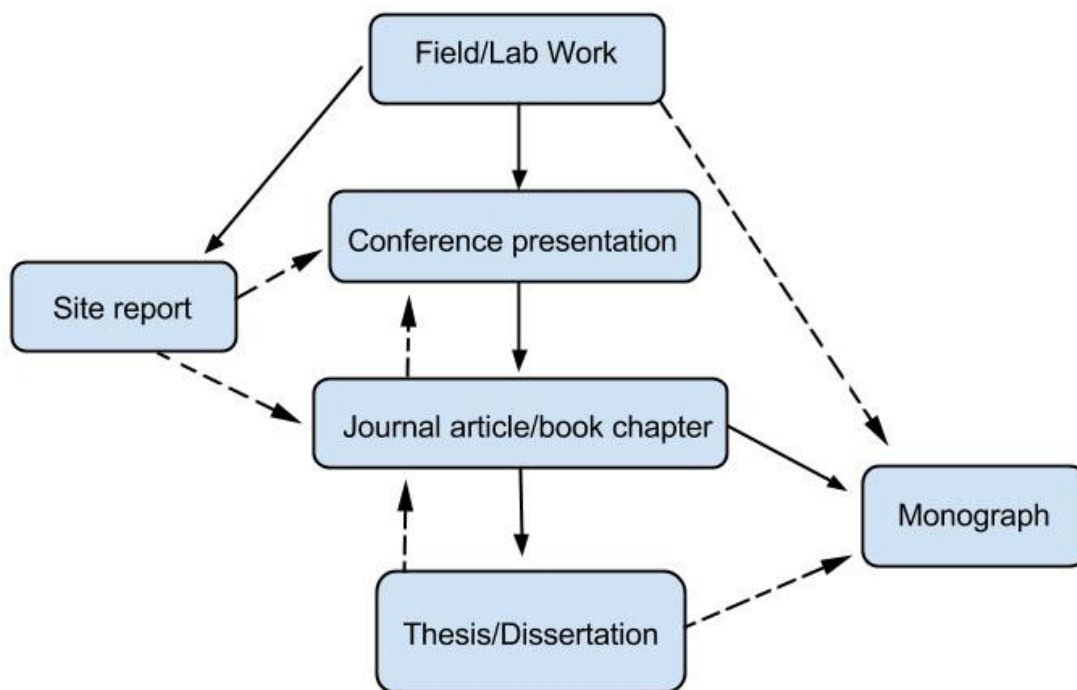 Field/Lab Work
Conference presentation
Site report
Journal article/book chapter
Monograph
Thesis/Dissertation